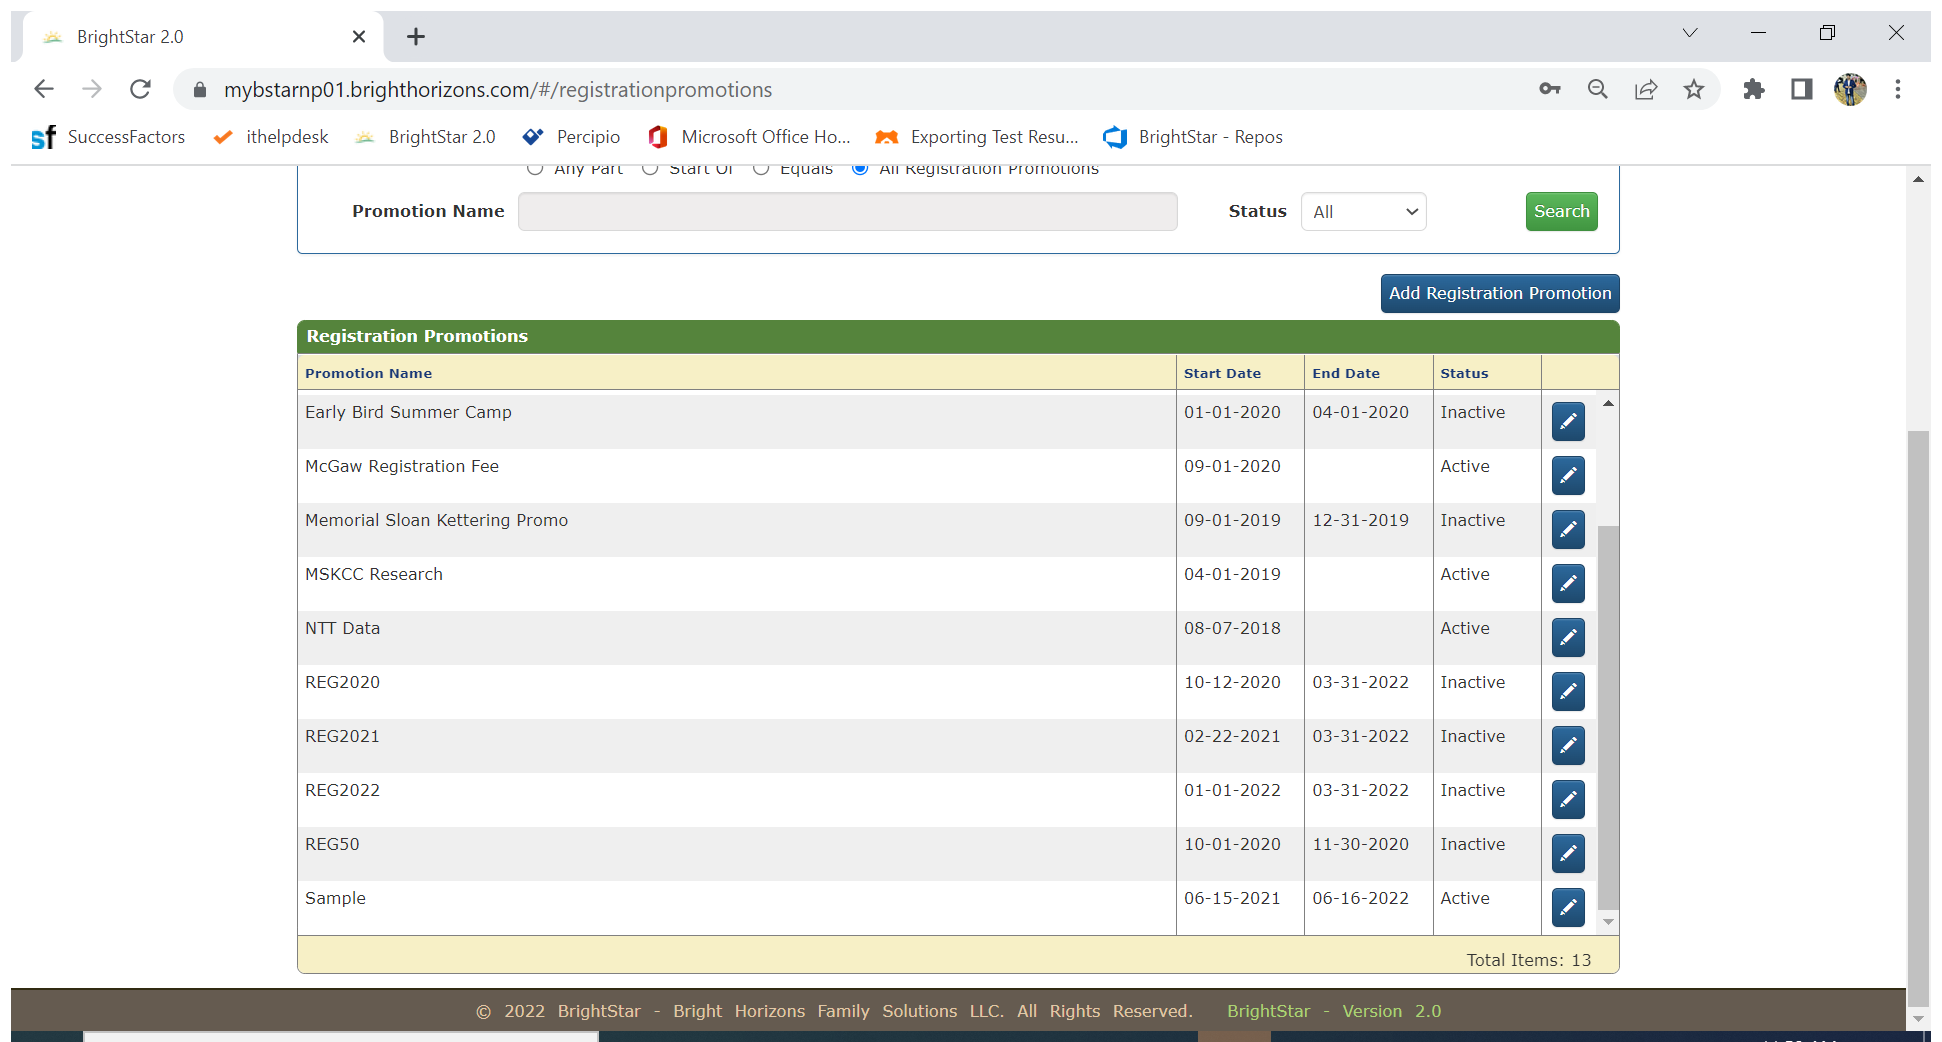 BrightStar 2.0
mybstarnp01.brighthorizons.com/#/registrationpromotions
SuccessFactors ithelpdesk BrightStar 2.0 Percipio Microsoft Office Ho... Exporting Test Resu... BrightStar - Repos
Any Part Start Of Equals All Registration Promotions
Promotion Name Status All Search
Add Registration Promotion
Registration Promotions
Promotion Name Start Date End Date Status
Early Bird Summer Camp 01-01-2020 04-01-2020 Inactive
McGaw Registration Fee 09-01-2020 Active
Memorial Sloan Kettering Promo 09-01-2019 12-31-2019 Inactive
MSKCC Research 04-01-2019 Active
NTT Data 08-07-2018 Active
REG2020 10-12-2020 03-31-2022 Inactive
REG2021 02-22-2021 03-31-2022 Inactive
REG2022 01-01-2022 03-31-2022 Inactive
REG50 10-01-2020 11-30-2020 Inactive
Sample 06-15-2021 06-16-2022 Active
Total Items: 13
© 2022 BrightStar - Bright Horizons Family Solutions LLC. All Rights Reserved. BrightStar - Version 2.0